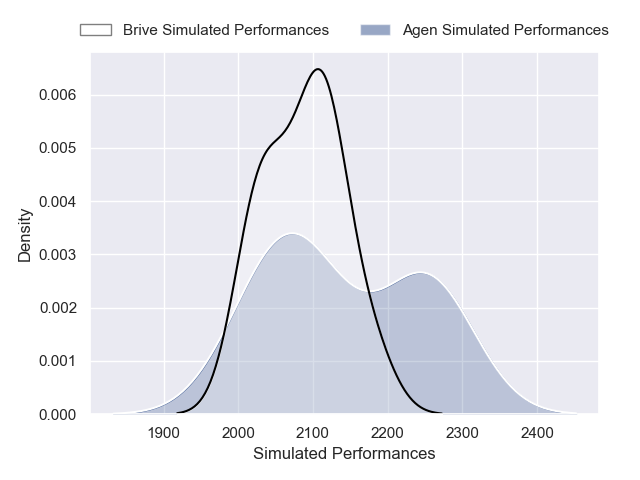 Brive Simulated Performances Agen Simulated Performances
0.006
0.005
0.004
0.003
0.002
0.001
0.000
Density
1900 2000 2100 2200 2300 2400
Simulated Performances